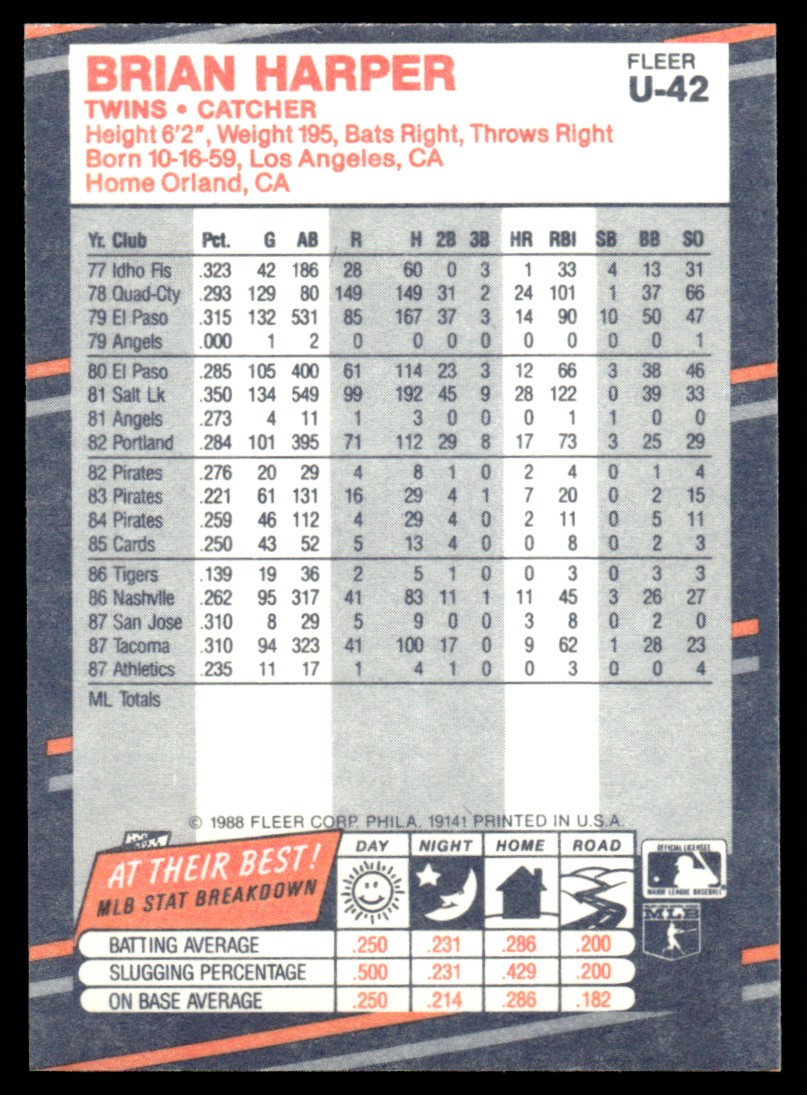 BRIAN HARPER
FLEER
U-42
TWINS • CATCHER
Height 6'2", Weight 195, Bats Right, Throws Right
Born 10-16-59, Los Angeles, CA
Home Orland, CA
Yr. Club Pct. G AB R H 2B 3B HR RBI SB BB SO
77 Idho Fls .323 42 186 28 60 0 3 1 33 4 13 31
78 Quad-Cty .293 129 80 149 149 31 2 24 101 1 37 66
79 El Paso .315 132 531 85 167 37 3 14 90 10 50 47
79 Angels .000 1 2 0 0 0 0 0 0 0 0 1
80 El Paso .285 105 400 61 114 23 3 12 66 3 38 46
81 Salt Lk .350 134 549 99 192 45 9 28 122 0 39 33
81 Angels .273 4 11 1 3 0 0 0 1 1 0 0
82 Portland .284 101 395 71 112 29 8 17 73 3 25 29
82 Pirates .276 20 29 4 8 1 0 2 4 0 1 4
83 Pirates .221 61 131 16 29 4 1 7 20 0 2 15
84 Pirates .259 46 112 4 29 4 0 2 11 0 5 11
85 Cards .250 43 52 5 13 4 0 0 8 0 2 3
86 Tigers .139 19 36 2 5 1 0 0 3 0 3 3
86 Nashvlle .262 95 317 41 83 11 1 11 45 3 26 27
87 San Jose .310 8 29 5 9 0 0 3 8 0 2 0
87 Tacoma .310 94 323 41 100 17 0 9 62 1 28 23
87 Athletics .235 11 17 1 4 1 0 0 3 0 0 4
ML Totals
© 1988 FLEER CORP. PHILA. 19141 PRINTED IN U.S.A.
AT THEIR BEST!
MLB STAT BREAKDOWN
DAY NIGHT HOME ROAD
BATTING AVERAGE .250 .231 .286 .200
SLUGGING PERCENTAGE .500 .231 .429 .200
ON BASE AVERAGE .250 .214 .286 .182
OFFICIAL LICENSEE
MAJOR LEAGUE BASEBALL
MLB